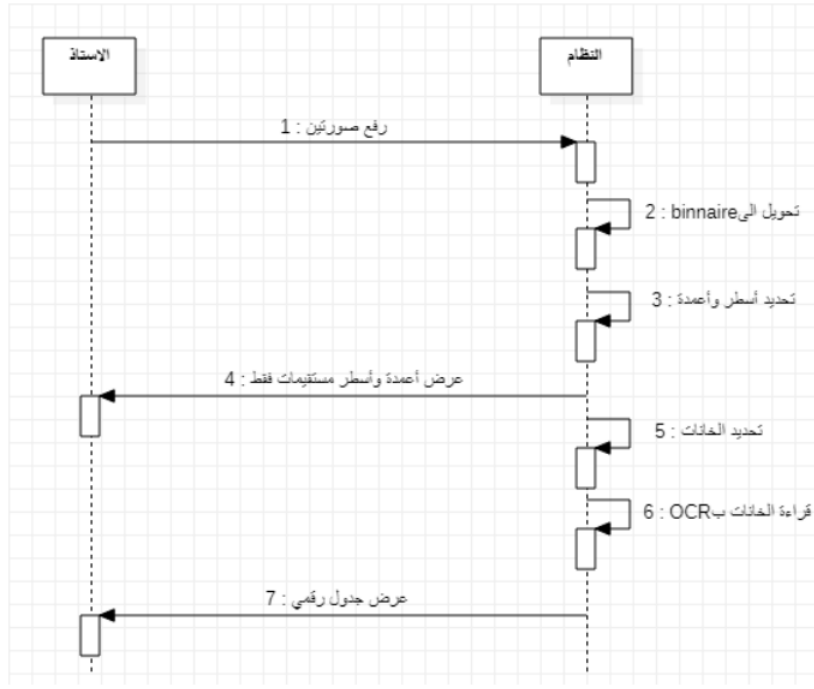 الاستاذ
النظام
1 : رفع صورتين
2 : تحويل الىbinnaire
3 : تحديد أسطر وأعمدة
4 : عرض أعمدة وأسطر مستقيمات فقط
5 : تحديد الخانات
6 : قراءة الخانات بOCR
7 : عرض جدول رقمي